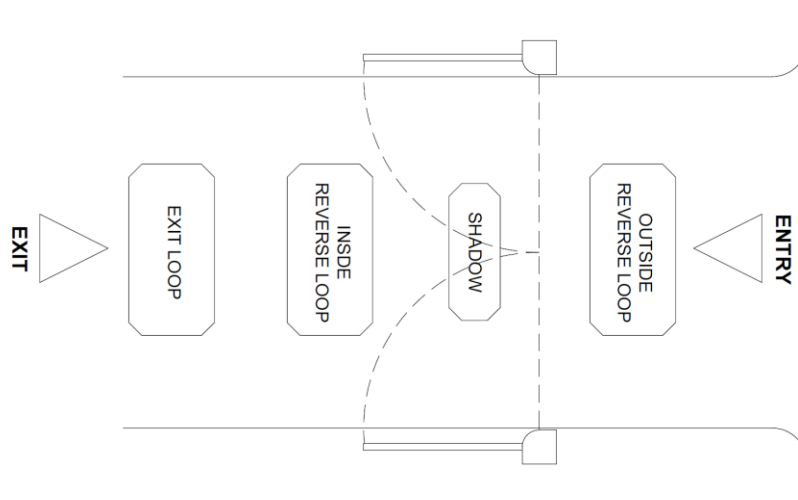 EXIT
EXIT LOOP
INSDE
REVERSE LOOP
SHADOW
OUTSIDE
REVERSE LOOP
ENTRY